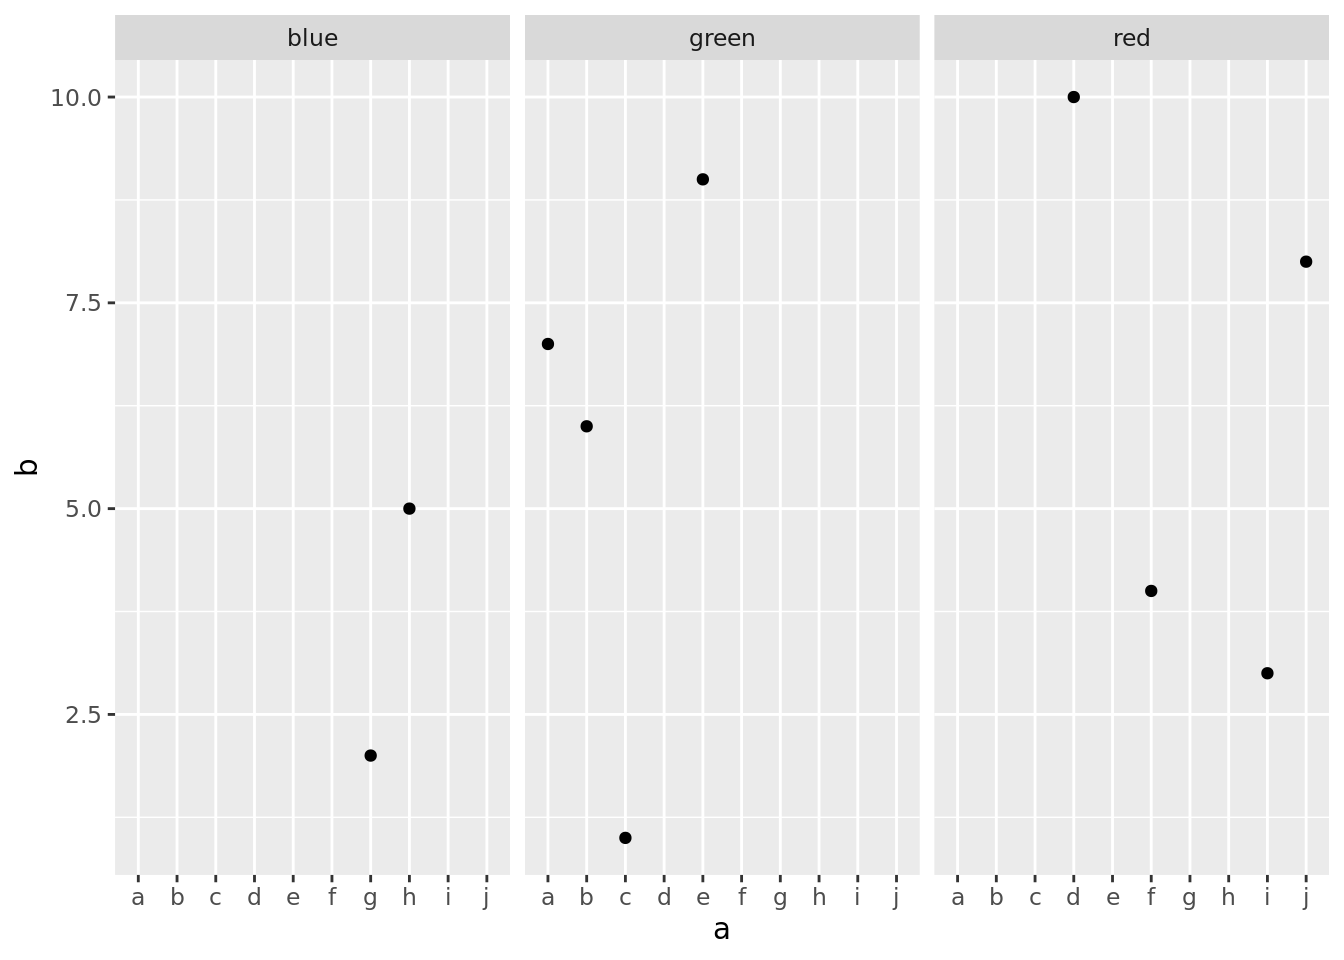 blue green red
10.0
7.5
5.0
2.5
b
a b c d e f g h i j a b c d e f g h i j a b c d e f g h i j
a